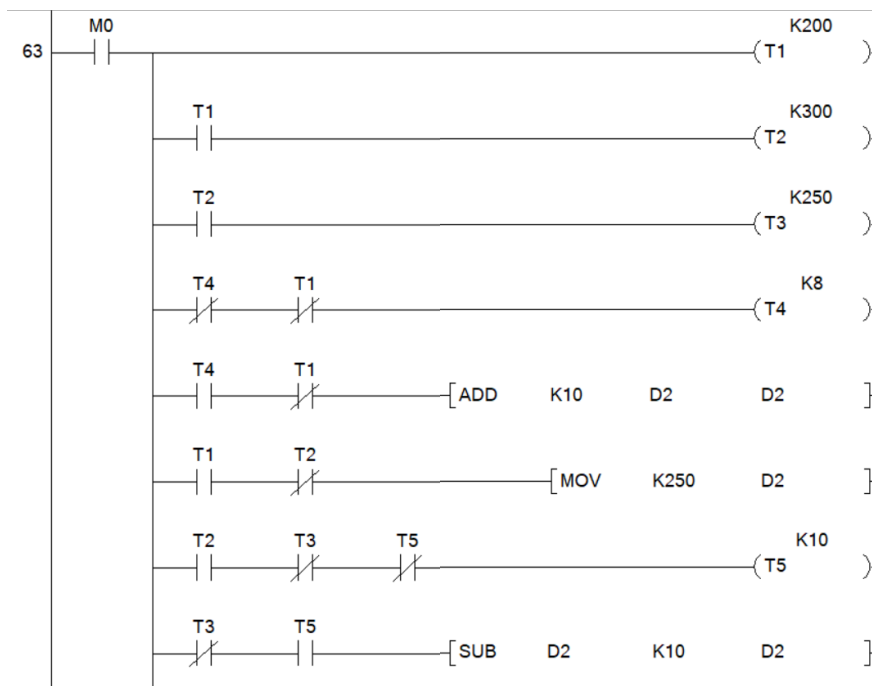 M0 K200
63 (T1 )
T1 K300
(T2 )
T2 K250
(T3 )
T4 T1 K8
(T4 )
T4 T1
[ADD K10 D2 D2 ]
T1 T2
[MOV K250 D2 ]
T2 T3 T5 K10
(T5 )
T3 T5
[SUB D2 K10 D2 ]